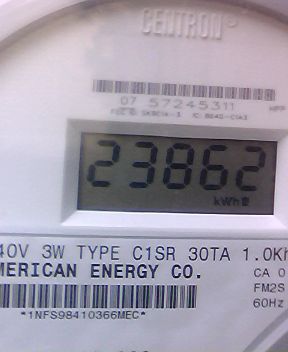 CENTRON
07 57245311
23862
kWh
40V 3W TYPE C1SR 30TA 1.0Kh
MERICAN ENERGY CO.
CA 0
FM2S
60Hz
*1NFS98410366MEC*